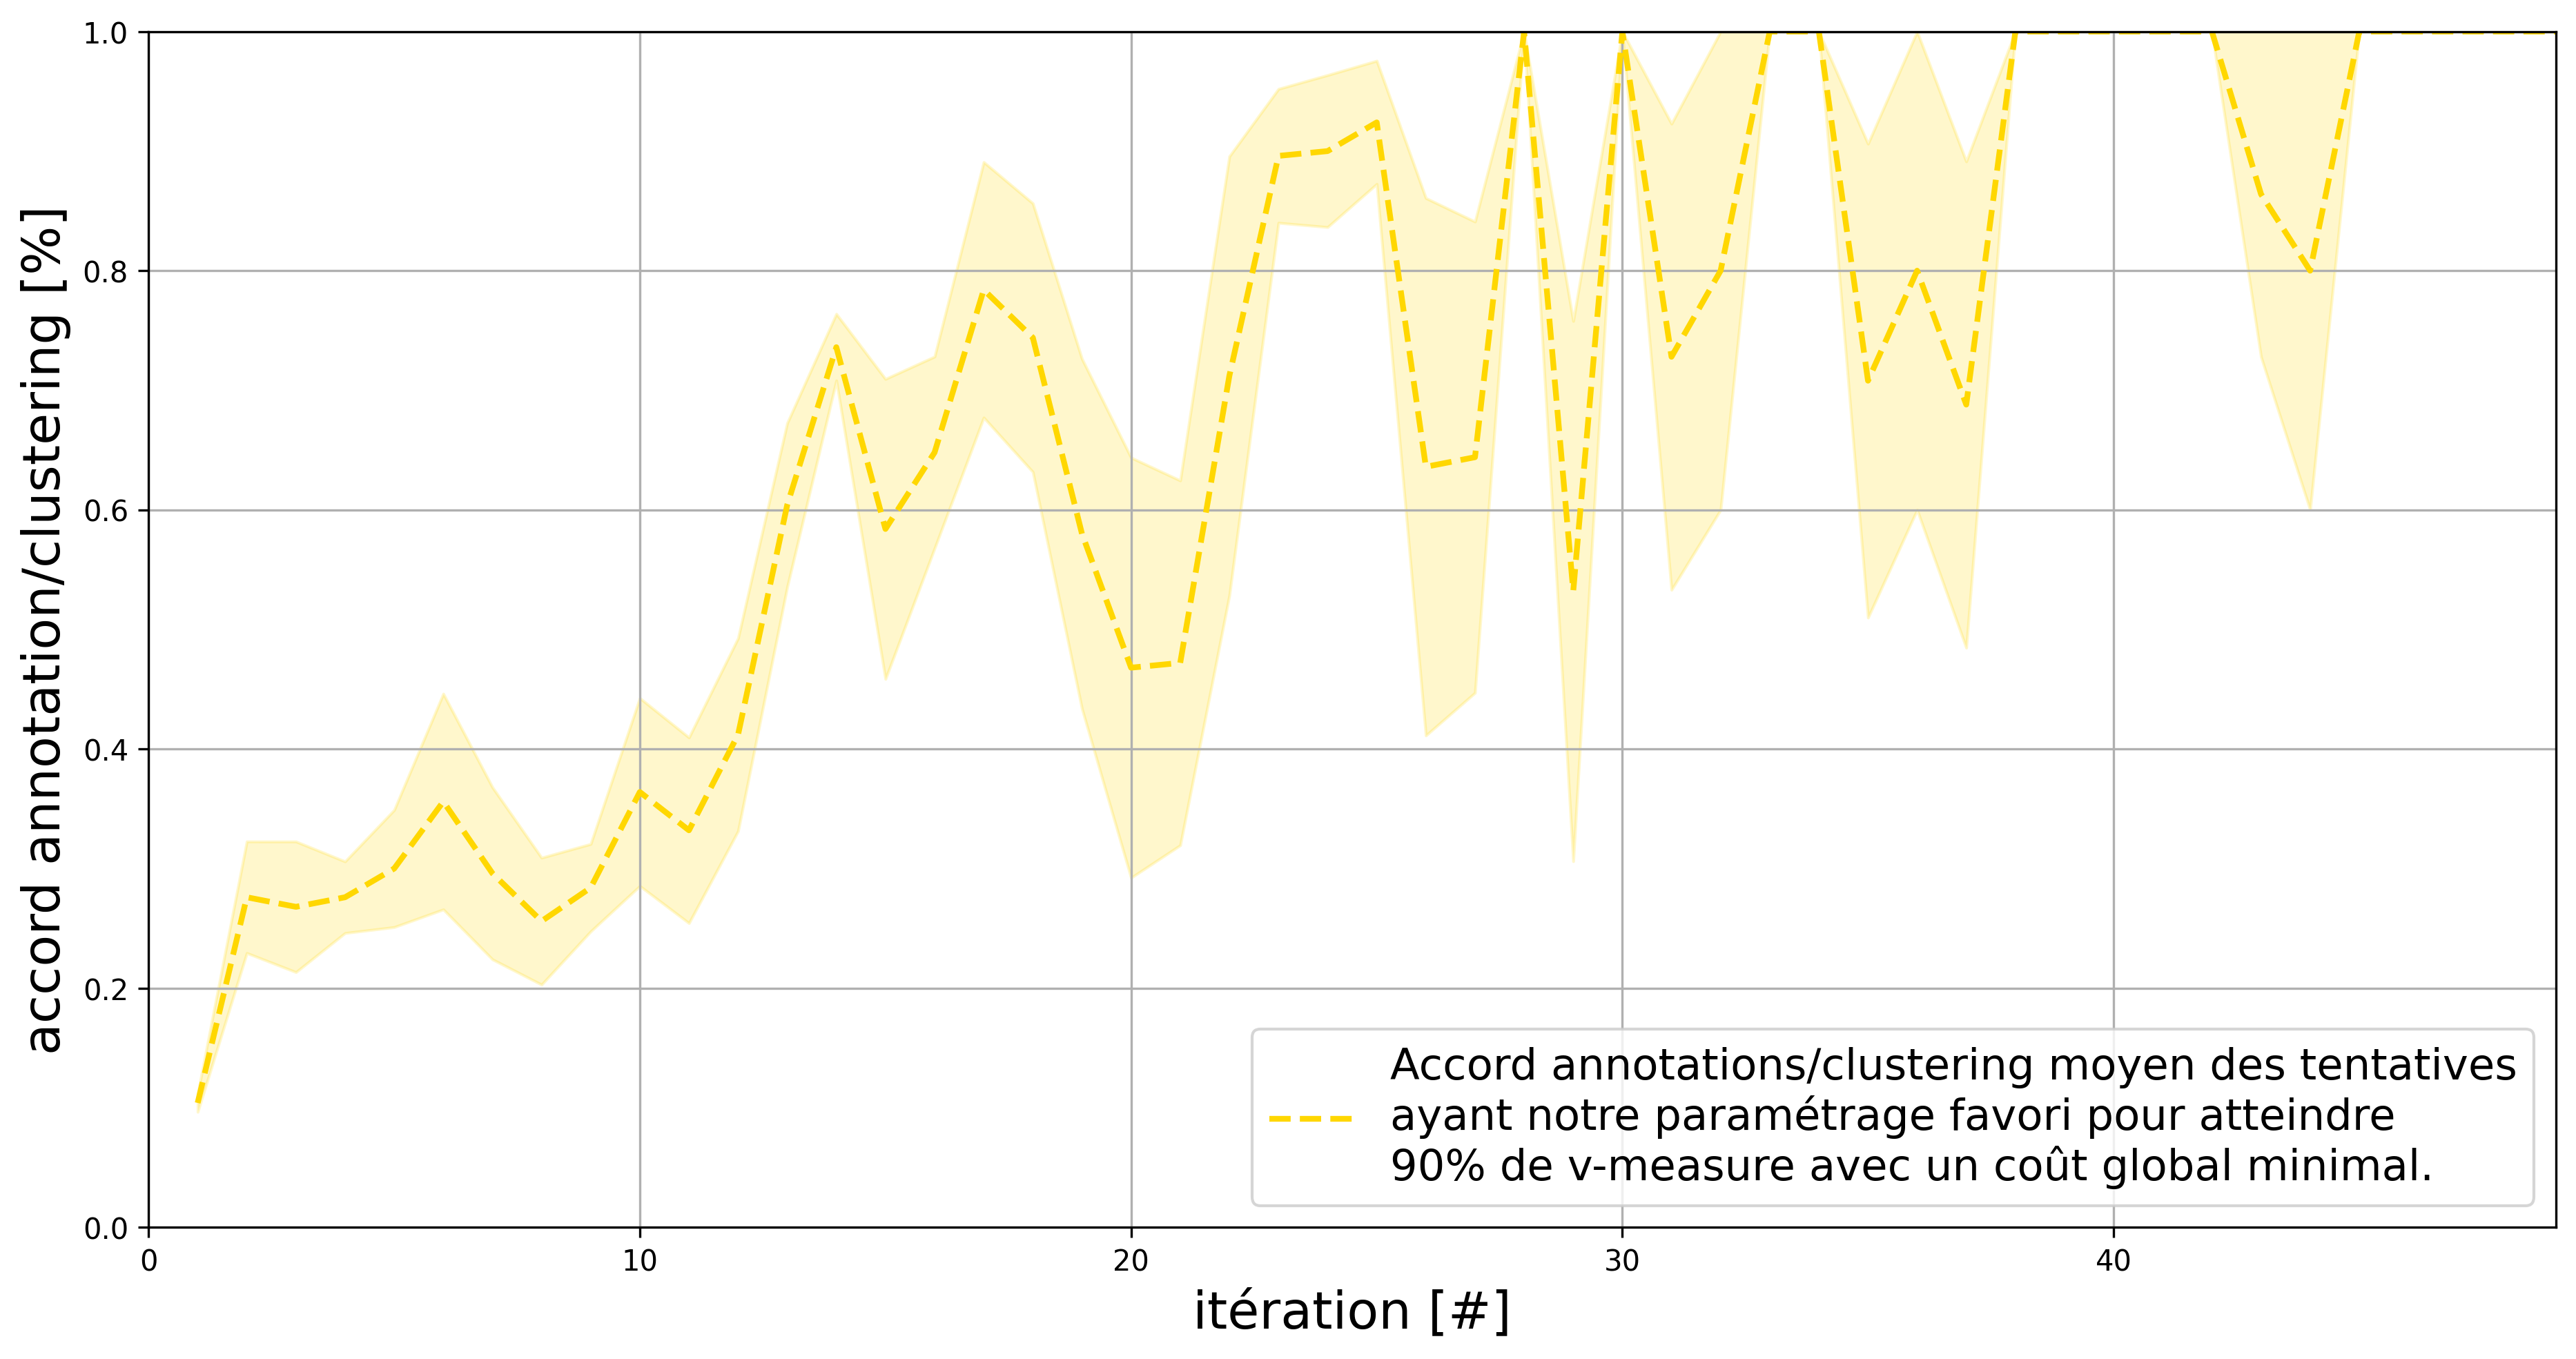 accord annotation/clustering [%]
1.0
0.8
0.6
0.4
0.2
0.0
0
10
20
30
40
itération [#]
Accord annotations/clustering moyen des tentatives
ayant notre paramétrage favori pour atteindre
90% de v-measure avec un coût global minimal.